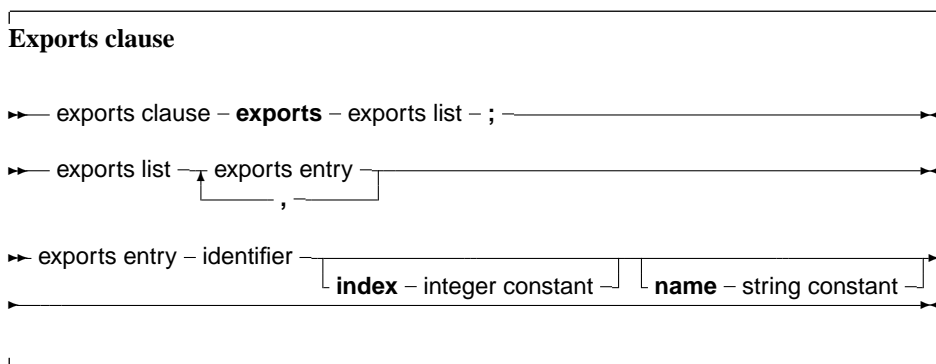 Exports clause
exports clause – exports – exports list – ; –
exports list – exports entry –
,
exports entry – identifier –
index – integer constant – name – string constant –